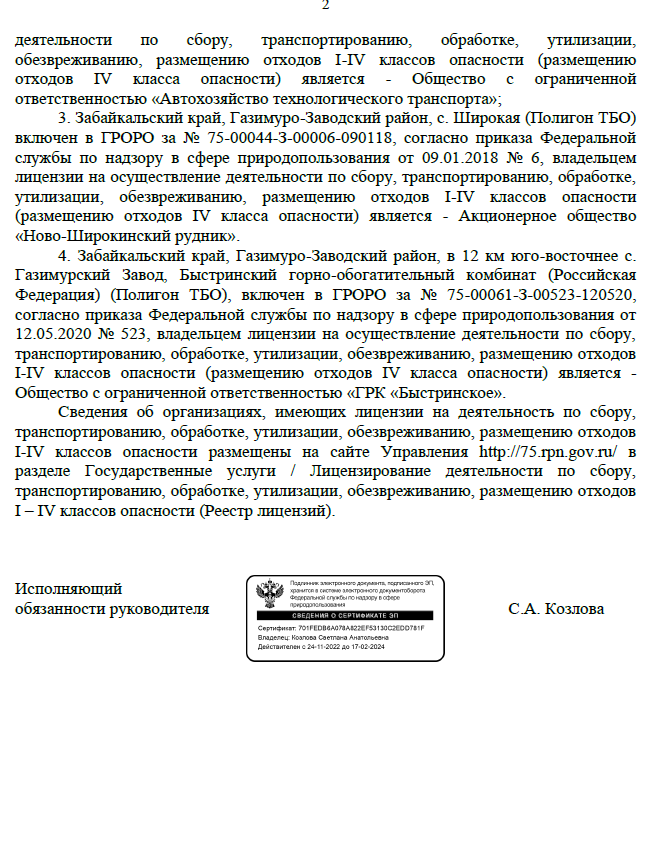 2
деятельности по сбору, транспортированию, обработке, утилизации,
обезвреживанию, размещению отходов I-IV классов опасности (размещению
отходов IV класса опасности) является - Общество с ограниченной
ответственностью «Автохозяйство технологического транспорта»;
3. Забайкальский край, Газимуро-Заводский район, с. Широкая (Полигон ТБО)
включен в ГРОРО за № 75-00044-З-00006-090118, согласно приказа Федеральной
службы по надзору в сфере природопользования от 09.01.2018 № 6, владельцем
лицензии на осуществление деятельности по сбору, транспортированию, обработке,
утилизации, обезвреживанию, размещению отходов I-IV классов опасности
(размещению отходов IV класса опасности) является - Акционерное общество
«Ново-Широкинский рудник».
4. Забайкальский край, Газимуро-Заводский район, в 12 км юго-восточнее с.
Газимурский Завод, Быстринский горно-обогатительный комбинат (Российская
Федерация) (Полигон ТБО), включен в ГРОРО за № 75-00061-З-00523-120520,
согласно приказа Федеральной службы по надзору в сфере природопользования от
12.05.2020 № 523, владельцем лицензии на осуществление деятельности по сбору,
транспортированию, обработке, утилизации, обезвреживанию, размещению отходов
I-IV классов опасности (размещению отходов IV класса опасности) является -
Общество с ограниченной ответственностью «ГРК «Быстринское».
Сведения об организациях, имеющих лицензии на деятельность по сбору,
транспортированию, обработке, утилизации, обезвреживанию, размещению отходов
I-IV классов опасности размещены на сайте Управления http://75.rpn.gov.ru/ в
разделе Государственные услуги / Лицензирование деятельности по сбору,
транспортированию, обработке, утилизации, обезвреживанию, размещению отходов
I – IV классов опасности (Реестр лицензий).
Исполняющий
обязанности руководителя
Подлинник электронного документа, подписанного ЭП,
хранится в системе электронного документооборота
Федеральной службы по надзору в сфере
природопользования
СВЕДЕНИЯ О СЕРТИФИКАТЕ ЭП
Сертификат: 701FEDB6A078A822EF53130C2EDD781F
Владелец: Козлова Светлана Анатольевна
Действителен с 24-11-2022 до 17-02-2024
С.А. Козлова